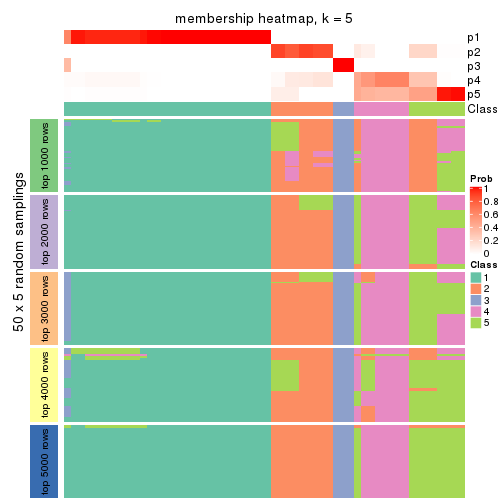 membership heatmap, k = 5
p1
p2
p3
p4
p5
Class
50 x 5 random samplings
top 1000 rows
top 2000 rows
top 3000 rows
top 4000 rows
top 5000 rows
Prob
1
0.8
0.6
0.4
0.2
0
Class
1
2
3
4
5